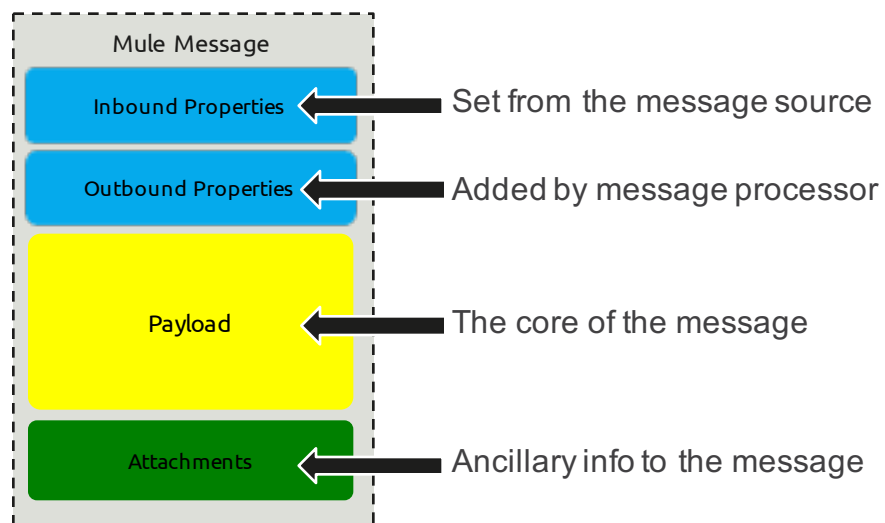 Mule Message
Inbound Properties
Set from the message source
Outbound Properties
Added by message processor
Payload
The core of the message
Attachments
Ancillary info to the message